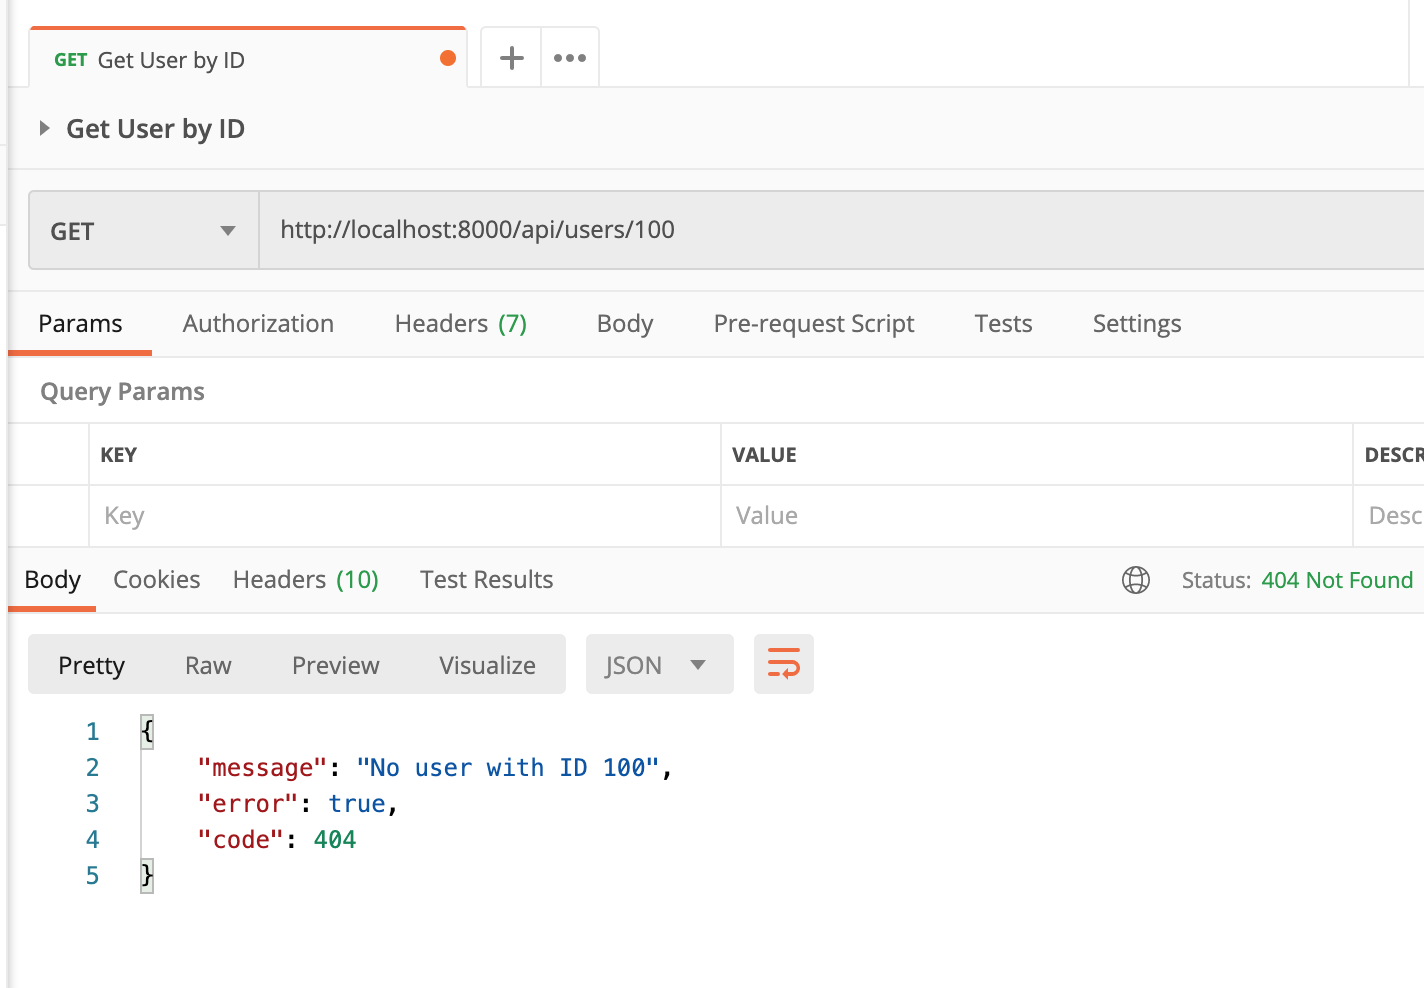 GET Get User by ID
Get User by ID
GET http://localhost:8000/api/users/100
Params Authorization Headers (7) Body Pre-request Script Tests Settings
Query Params
KEY VALUE DESCR
Key Value Desc
Body Cookies Headers (10) Test Results Status: 404 Not Found
Pretty Raw Preview Visualize JSON
1 {
2 "message": "No user with ID 100",
3 "error": true,
4 "code": 404
5 }